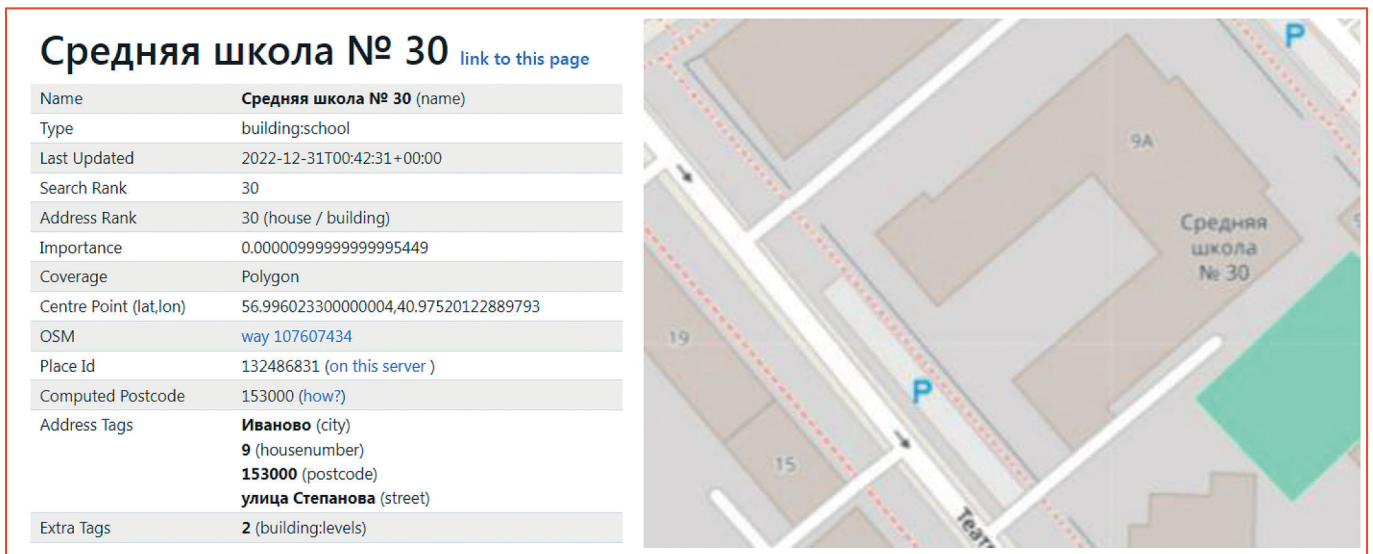 Средняя школа № 30 link to this page
Name Средняя школа № 30 (name)
Type building:school
Last Updated 2022-12-31T00:42:31+00:00
Search Rank 30
Address Rank 30 (house / building)
Importance 0.00000999999999995449
Coverage Polygon
Centre Point (lat,lon) 56.996023300000004,40.97520122889793
OSM way 107607434
Place Id 132486831 (on this server )
Computed Postcode 153000 (how?)
Address Tags Иваново (city)
9 (housenumber)
153000 (postcode)
улица Степанова (street)
Extra Tags 2 (building:levels)
P
9А
Средняя
школа
№ 30
19
P
15
Театр